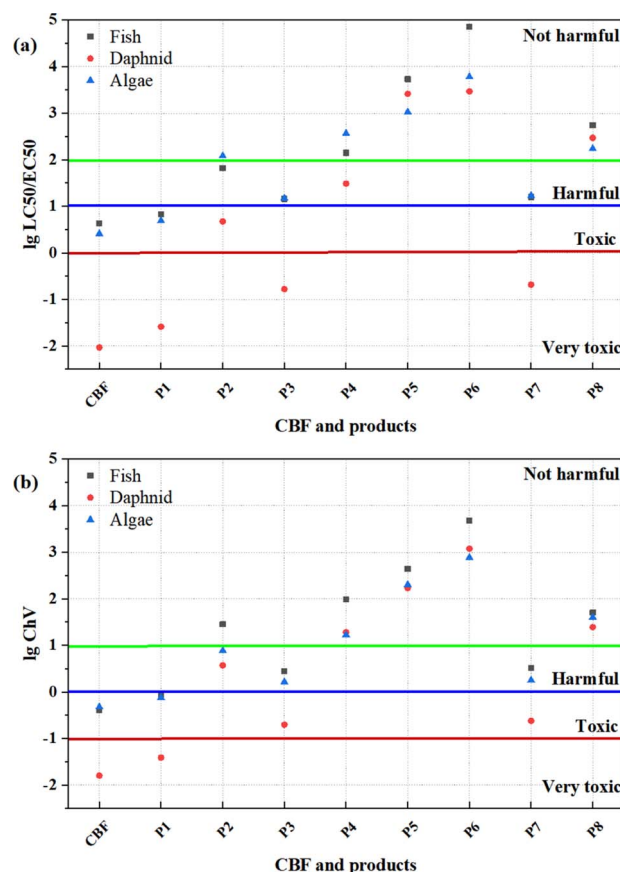 (a)
5
4
3
2
1
0
-1
-2
lg LC50/EC50
Fish
Daphnid
Algae
Not harmful
Harmful
Toxic
Very toxic
CBF
P1
P2
P3
P4
P5
P6
P7
P8
CBF and products
(b)
5
4
3
2
1
0
-1
-2
lg ChV
Fish
Daphnid
Algae
Not harmful
Harmful
Toxic
Very toxic
CBF
P1
P2
P3
P4
P5
P6
P7
P8
CBF and products